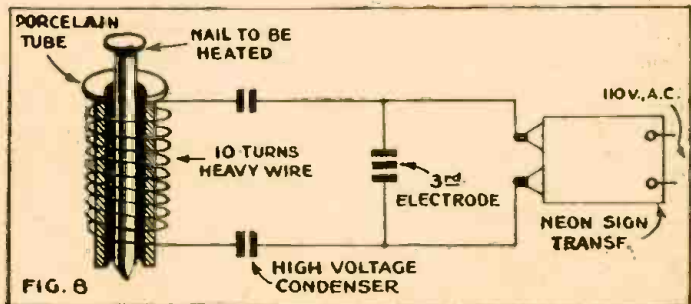 PORCELAIN
TUBE
NAIL TO BE
HEATED
10 TURNS
HEAVY WIRE
3rd
ELECTRODE
HIGH VOLTAGE
CONDENSER
110 V., A.C.
NEON SIGN
TRANSF.
FIG. 8